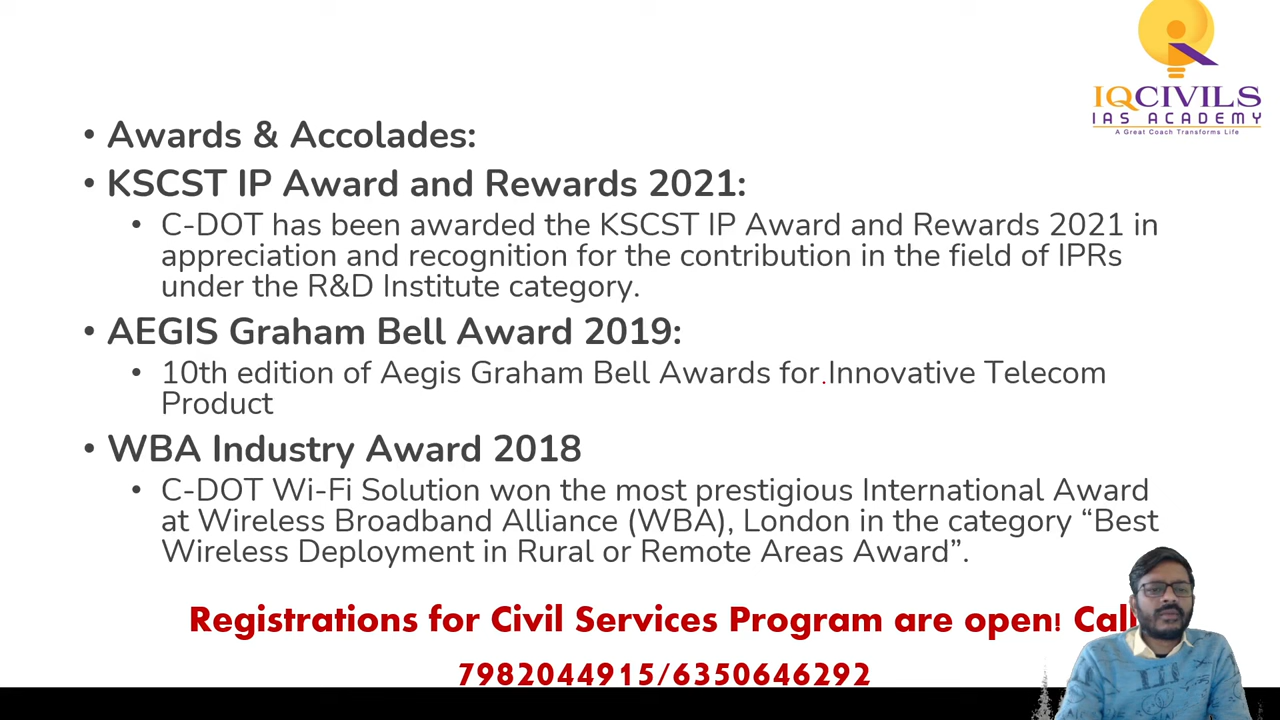 IQCIVILS
IAS ACADEMY
A Great Coach Transforms Life
• Awards & Accolades:
• KSCST IP Award and Rewards 2021:
• C-DOT has been awarded the KSCST IP Award and Rewards 2021 in
appreciation and recognition for the contribution in the field of IPRs
under the R&D Institute category.
• AEGIS Graham Bell Award 2019:
• 10th edition of Aegis Graham Bell Awards for Innovative Telecom
Product
• WBA Industry Award 2018
• C-DOT Wi-Fi Solution won the most prestigious International Award
at Wireless Broadband Alliance (WBA), London in the category “Best
Wireless Deployment in Rural or Remote Areas Award”.
Registrations for Civil Services Program are open! Call
7982044915/6350646292